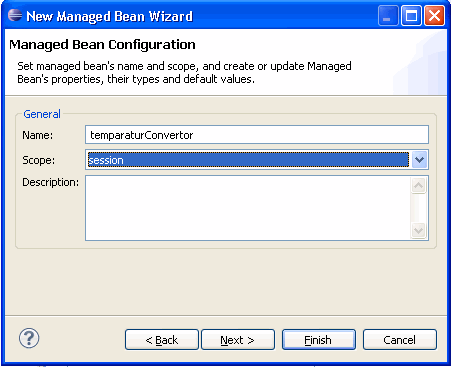 New Managed Bean Wizard
Managed Bean Configuration
Set managed bean's name and scope, and create or update Managed
Bean's properties, their types and default values.
General
Name: temparaturConvertor
Scope: session
Description:
? < Back Next > Finish Cancel